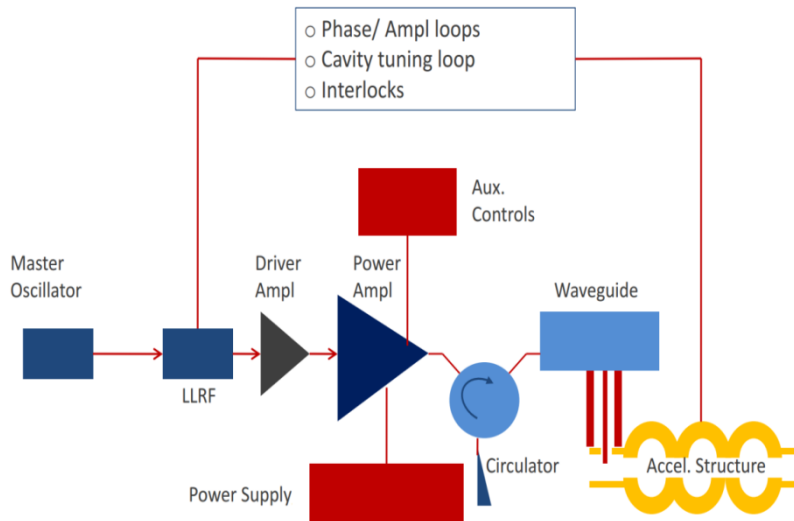 ○ Phase/ Ampl loops
○ Cavity tuning loop
○ Interlocks
Aux.
Controls
Master
Oscillator
Driver
Ampl
Power
Ampl
Waveguide
LLRF
Circulator
Accel. Structure
Power Supply